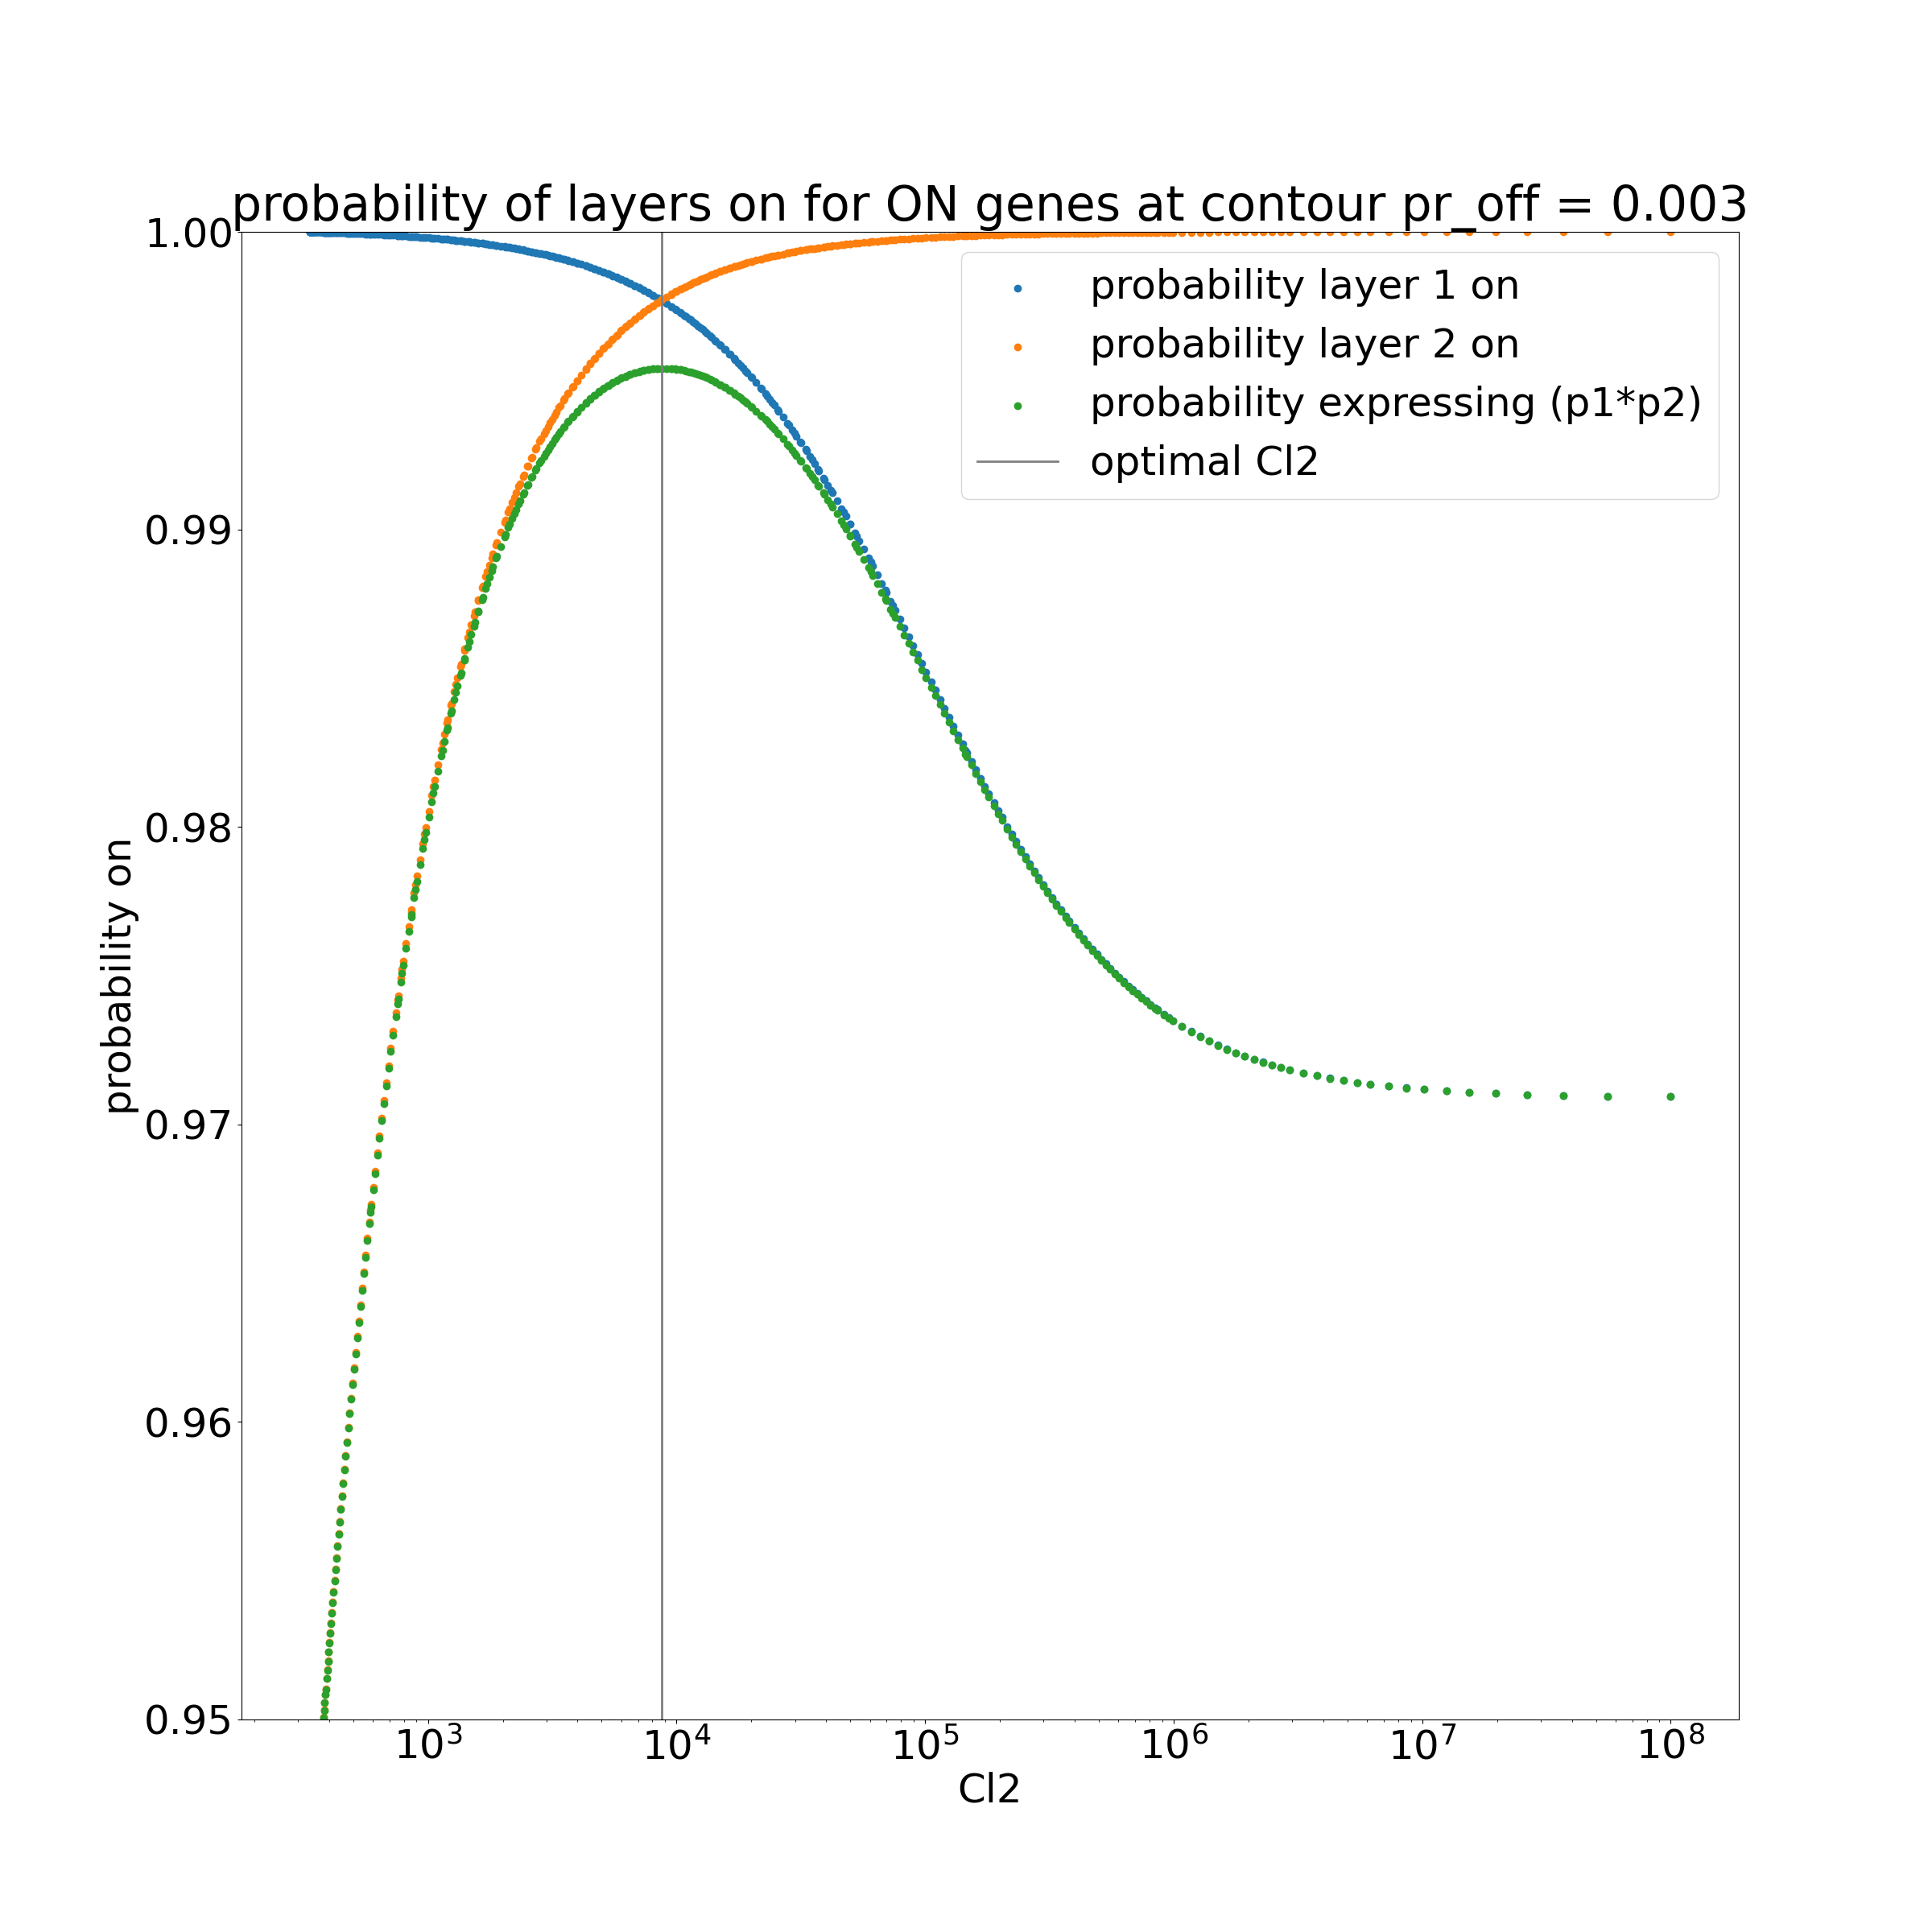 probability of layers on for ON genes at contour pr_off = 0.003
1.00
0.99
0.98
0.97
0.96
0.95
probability on
probability layer 1 on
probability layer 2 on
probability expressing (p1*p2)
optimal Cl2
10³ 10⁴ 10⁵ 10⁶ 10⁷ 10⁸
Cl2